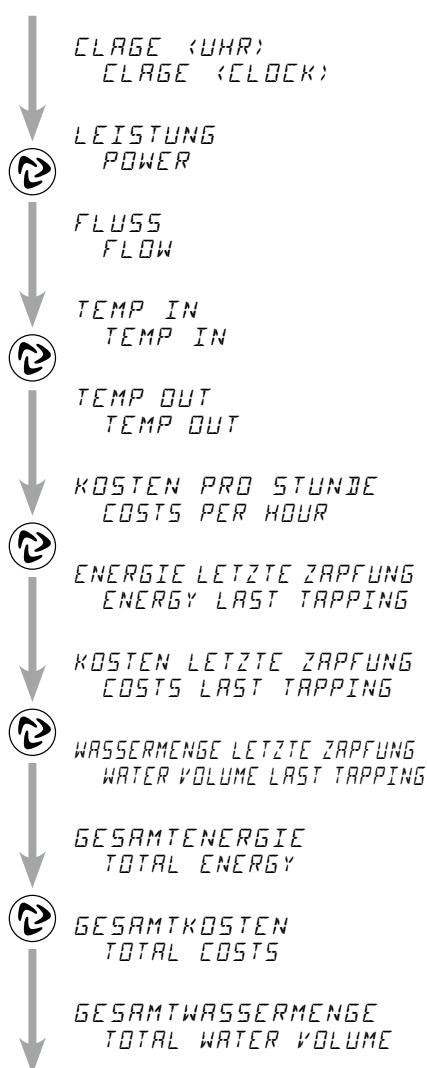 CLAGE (UHR)
CLAGE (CLOCK)
LEISTUNG
POWER
FLUSS
FLOW
TEMP IN
TEMP IN
TEMP OUT
TEMP OUT
KOSTEN PRO STUNDE
COSTS PER HOUR
ENERGIE LETZTE ZAPFUNG
ENERGY LAST TAPPING
KOSTEN LETZTE ZAPFUNG
COSTS LAST TAPPING
WASSERMENGE LETZTE ZAPFUNG
WATER VOLUME LAST TAPPING
GESAMTENERGIE
TOTAL ENERGY
GESAMTKOSTEN
TOTAL COSTS
GESAMTWASSERMENGE
TOTAL WATER VOLUME